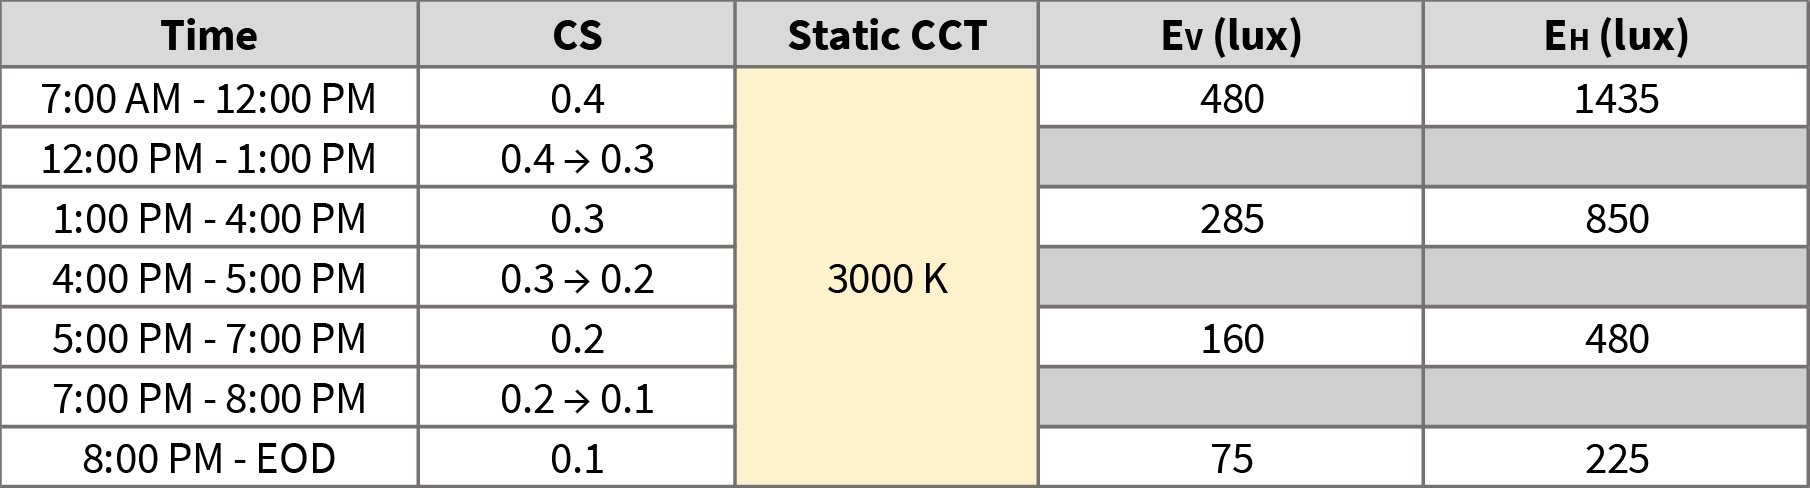 Time CS Static CCT EV (lux) EH (lux)
7:00 AM - 12:00 PM 0.4 480 1435
12:00 PM - 1:00 PM 0.4 → 0.3
1:00 PM - 4:00 PM 0.3 285 850
4:00 PM - 5:00 PM 0.3 → 0.2 3000 K
5:00 PM - 7:00 PM 0.2 160 480
7:00 PM - 8:00 PM 0.2 → 0.1
8:00 PM - EOD 0.1 75 225